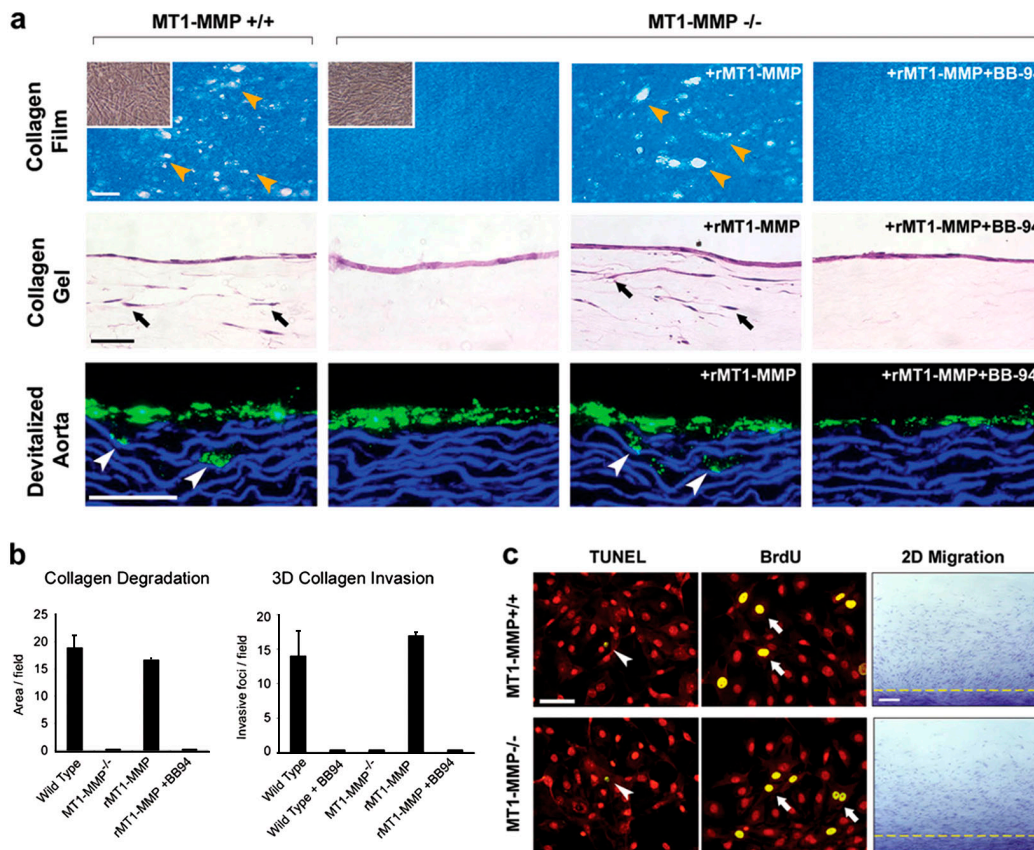 a
MT1-MMP +/+
MT1-MMP -/-
Collagen Film
+rMT1-MMP
+rMT1-MMP+BB-94
Collagen Gel
+rMT1-MMP
+rMT1-MMP+BB-94
Devitalized Aorta
+rMT1-MMP
+rMT1-MMP+BB-94
b
Collagen Degradation
Area / field
25
20
15
10
5
0
Wild Type
MT1-MMP-/-
rMT1-MMP
rMT1-MMP +BB94
3D Collagen Invasion
Invasive foci / field
20
15
10
5
0
Wild Type
Wild Type + BB94
MT1-MMP-/-
rMT1-MMP
rMT1-MMP +BB94
c
TUNEL
BrdU
2D Migration
MT1-MMP+/+
MT1-MMP-/-